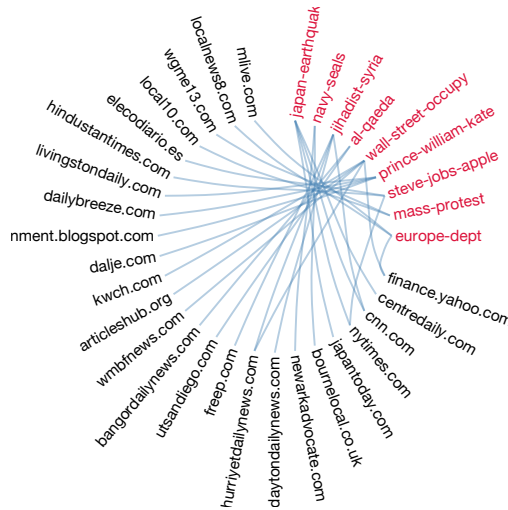 japan-earthquak
navy-seals
jihadist-syria
al-qaeda
wall-street-occupy
prince-william-kate
steve-jobs-apple
mass-protest
europe-dept
finance.yahoo.com
centredaily.com
cnn.com
nytimes.com
japantoday.com
bournelocal.co.uk
newarkadvocate.com
daytondailynews.com
hurriyetdailynews.com
freep.com
utsandiego.com
bangordailynews.com
wmbfnews.com
articleshub.org
kwch.com
dalje.com
nment.blogspot.com
dailybreeze.com
livingstondaily.com
hindustantimes.com
elecodiario.es
local10.com
wgme13.com
localnews8.com
mlive.com